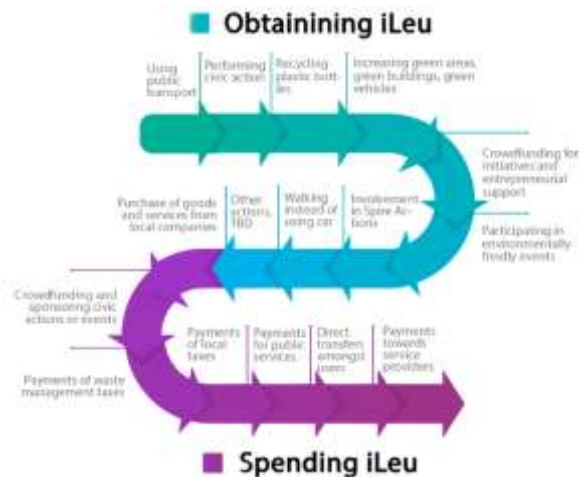 Obtainining iLeu
Using
public
transport
Performing
civic action
Recycling
plastic bott-
les
Increasing green areas,
green buildings, green
vehicles
Crowdfunding for
initiatives and
entrepreneurial
support
Participating in
environmentally
frindly events
Involvement
in Spire Ac-
tions
Walking
instead of
using car
Other
actions,
TBD
Purchase of goods
and services from
local companies
Crowdfunding and
sponsoring civic
actions or events
Payments of waste
management taxes
Payments
of local
taxes
Payments
for public
services
Direct
transfers
amongst
users
Payments
towards
service
providers
Spending iLeu